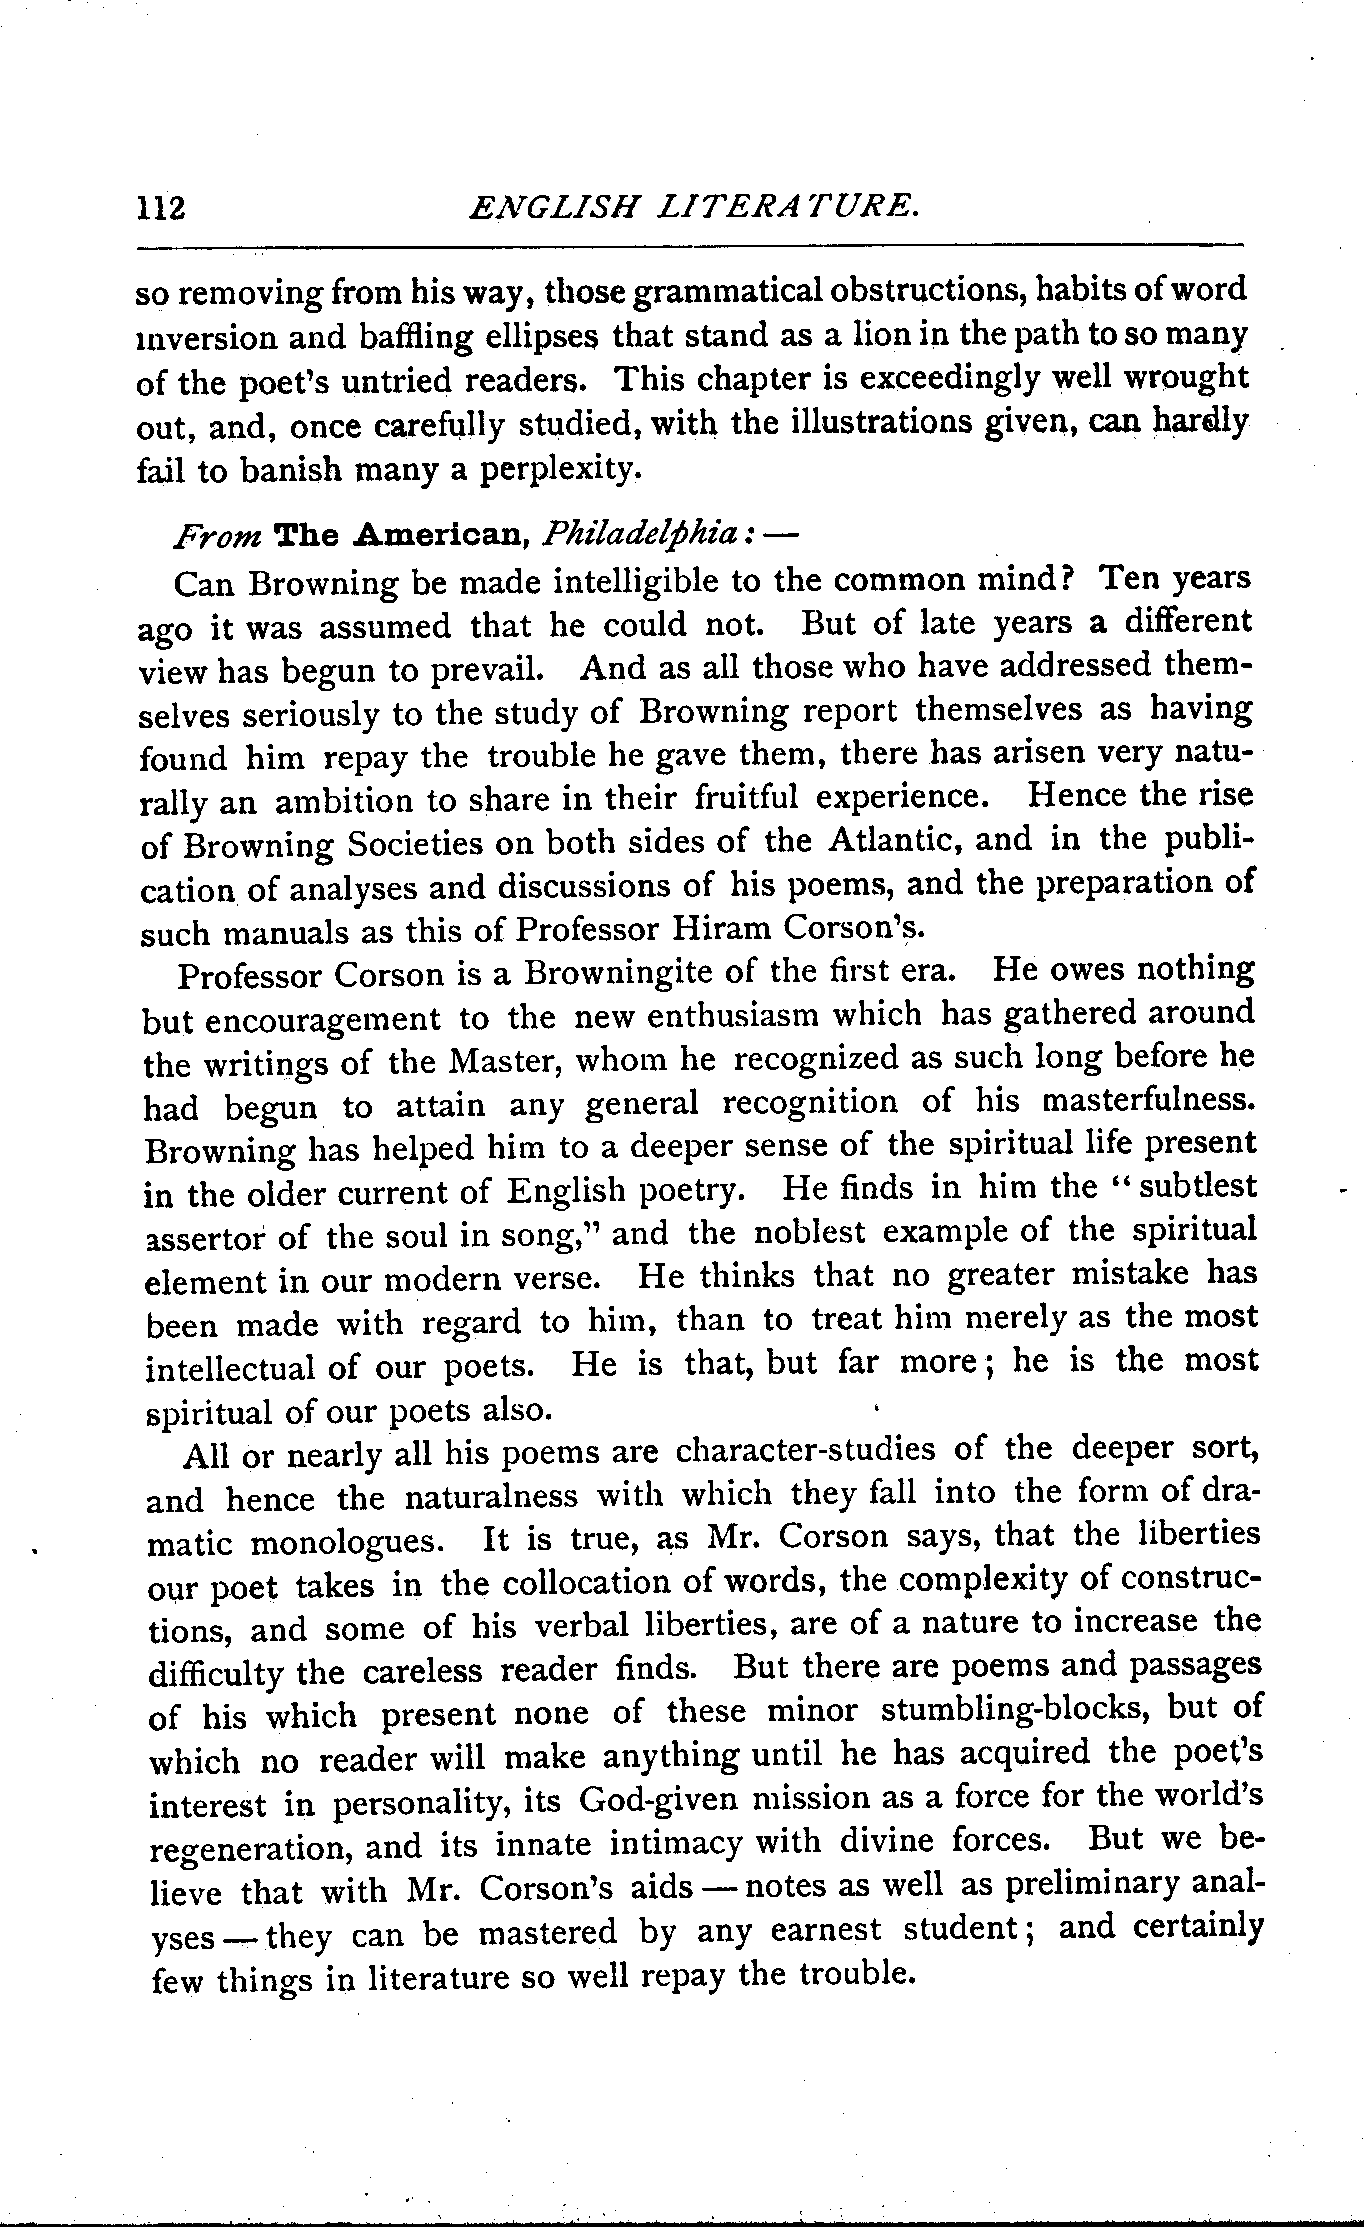 112 ENGLISH LITERATURE.
so removing from his way, those grammatical obstructions, habits of word
inversion and baffling ellipses that stand as a lion in the path to so many
of the poet's untried readers. This chapter is exceedingly well wrought
out, and, once carefully studied, with the illustrations given, can hardly
fail to banish many a perplexity.
From The American, Philadelphia: —
Can Browning be made intelligible to the common mind? Ten years
ago it was assumed that he could not. But of late years a different
view has begun to prevail. And as all those who have addressed them-
selves seriously to the study of Browning report themselves as having
found him repay the trouble he gave them, there has arisen very natu-
rally an ambition to share in their fruitful experience. Hence the rise
of Browning Societies on both sides of the Atlantic, and in the publi-
cation of analyses and discussions of his poems, and the preparation of
such manuals as this of Professor Hiram Corson's.
Professor Corson is a Browningite of the first era. He owes nothing
but encouragement to the new enthusiasm which has gathered around
the writings of the Master, whom he recognized as such long before he
had begun to attain any general recognition of his masterfulness.
Browning has helped him to a deeper sense of the spiritual life present
in the older current of English poetry. He finds in him the "subtlest
assertor of the soul in song," and the noblest example of the spiritual
element in our modern verse. He thinks that no greater mistake has
been made with regard to him, than to treat him merely as the most
intellectual of our poets. He is that, but far more; he is the most
spiritual of our poets also.
All or nearly all his poems are character-studies of the deeper sort,
and hence the naturalness with which they fall into the form of dra-
matic monologues. It is true, as Mr. Corson says, that the liberties
our poet takes in the collocation of words, the complexity of construc-
tions, and some of his verbal liberties, are of a nature to increase the
difficulty the careless reader finds. But there are poems and passages
of his which present none of these minor stumbling-blocks, but of
which no reader will make anything until he has acquired the poet's
interest in personality, its God-given mission as a force for the world's
regeneration, and its innate intimacy with divine forces. But we be-
lieve that with Mr. Corson's aids — notes as well as preliminary anal-
yses — they can be mastered by any earnest student; and certainly
few things in literature so well repay the trouble.